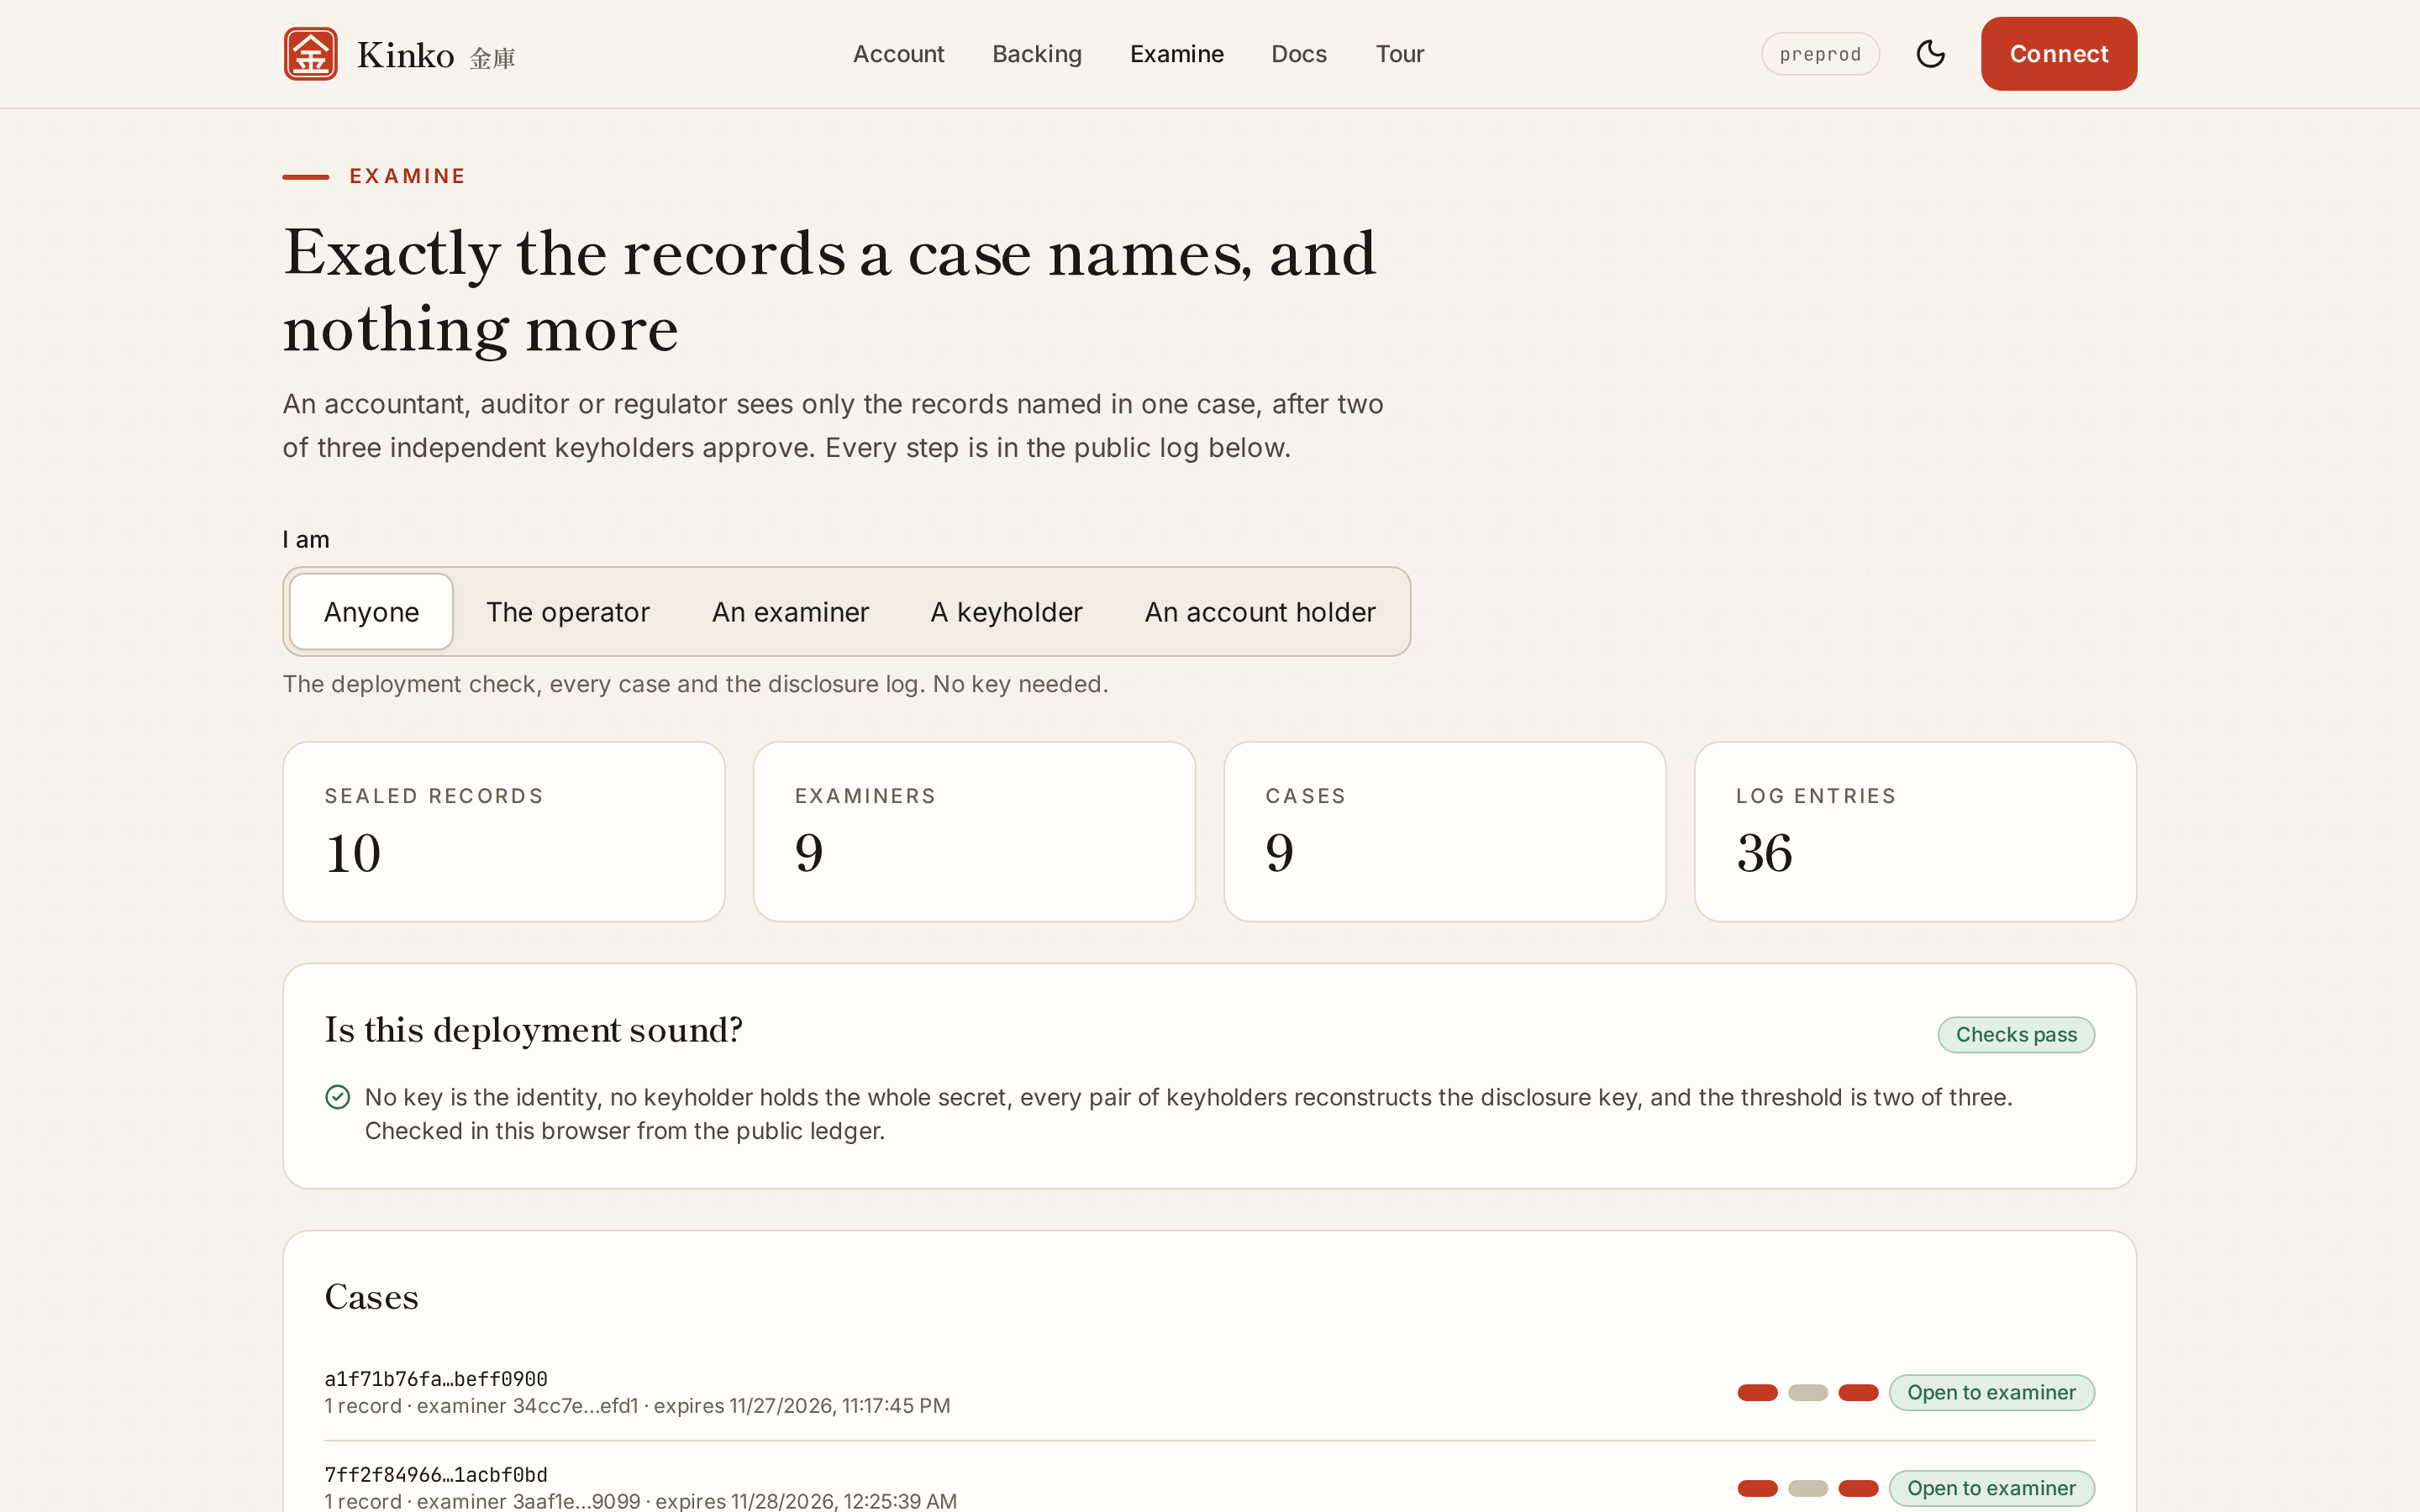 金 Kinko 金庫
Account Backing Examine Docs Tour
preprod Connect
EXAMINE
Exactly the records a case names, and
nothing more
An accountant, auditor or regulator sees only the records named in one case, after two
of three independent keyholders approve. Every step is in the public log below.
I am
Anyone The operator An examiner A keyholder An account holder
The deployment check, every case and the disclosure log. No key needed.
SEALED RECORDS
10
EXAMINERS
9
CASES
9
LOG ENTRIES
36
Is this deployment sound?
Checks pass
No key is the identity, no keyholder holds the whole secret, every pair of keyholders reconstructs the disclosure key, and the threshold is two of three.
Checked in this browser from the public ledger.
Cases
a1f71b76fa…beff0900
1 record · examiner 34cc7e…efd1 · expires 11/27/2026, 11:17:45 PM
Open to examiner
7ff2f84966…1acbf0bd
1 record · examiner 3aaf1e…9099 · expires 11/28/2026, 12:25:39 AM
Open to examiner